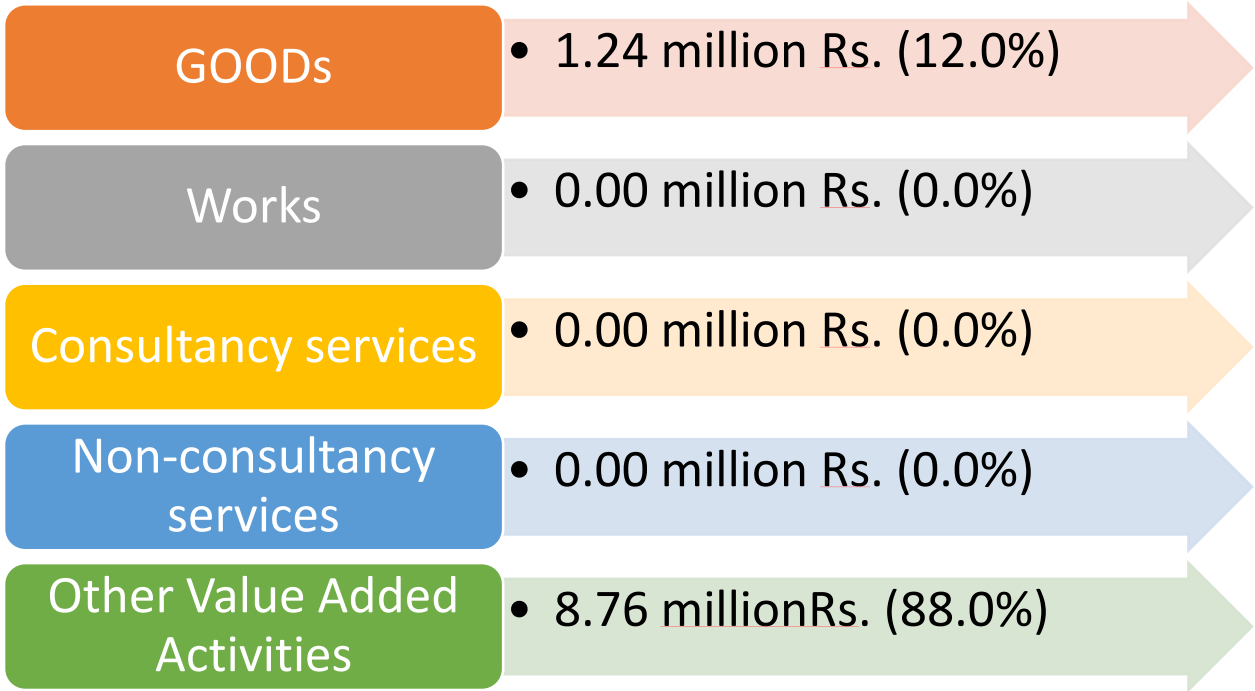 GOODs
• 1.24 million Rs. (12.0%)
Works
• 0.00 million Rs. (0.0%)
Consultancy services
• 0.00 million Rs. (0.0%)
Non-consultancy
services
• 0.00 million Rs. (0.0%)
Other Value Added
Activities
• 8.76 millionRs. (88.0%)